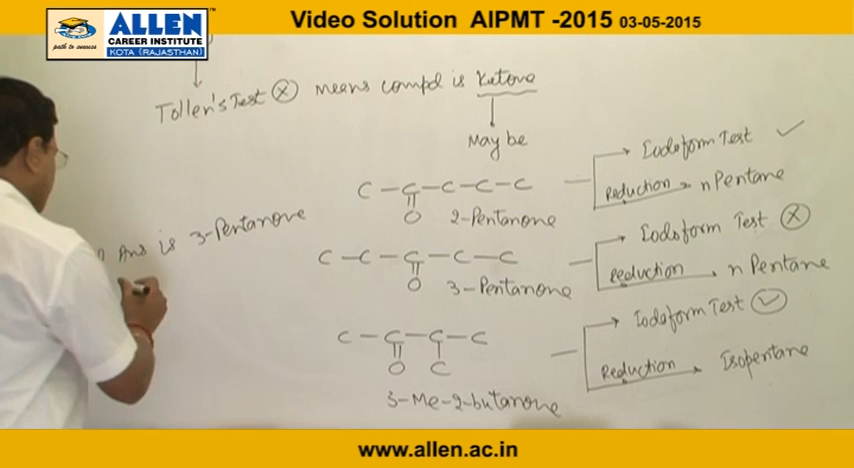 Video Solution AIPMT -2015 03-05-2015
ALLEN
CAREER INSTITUTE
KOTA (RAJASTHAN)
path to success
TM
Tollen's Test ⓧ means compd is Ketone
May be
C-C-C-C-C
O
2-Pentanone
Iodoform Test ✓
Reduction → nPentane
Ans is 3-Pentanone
C-C-C-C-C
O
3-Pentanone
Iodoform Test ⓧ
Reduction → n Pentane
C-C-C-C
O C
3-Me-2-butanone
Iodoform Test ✓
Reduction → Isopentane
www.allen.ac.in